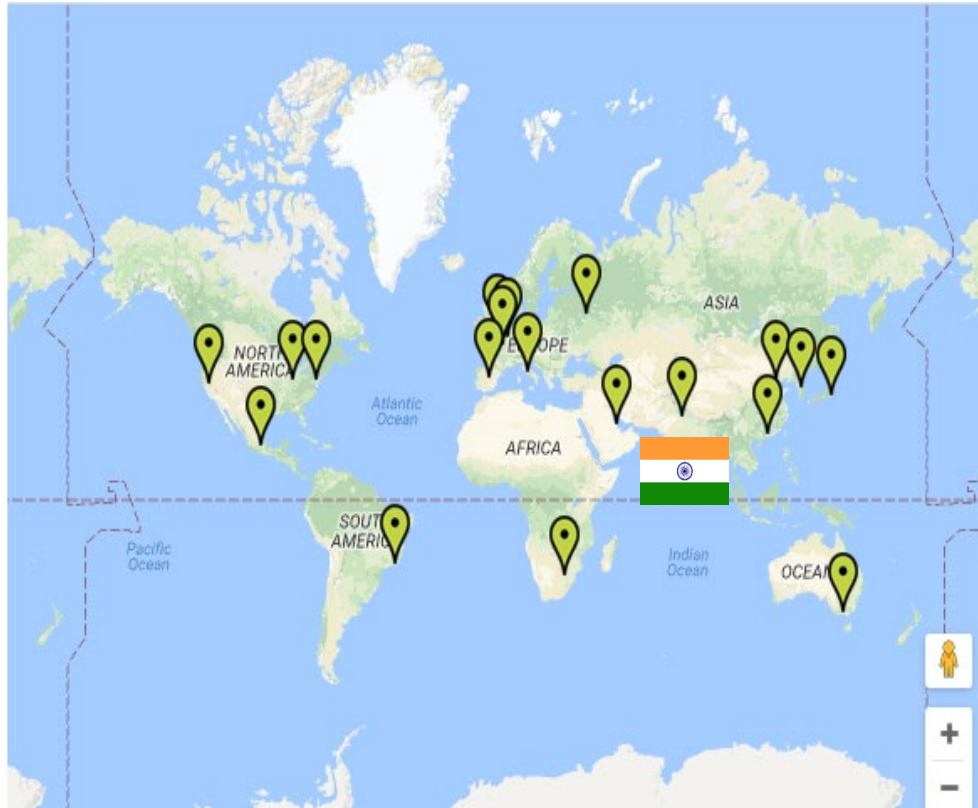 ASIA
NORTH
AMERICA
EUROPE
Atlantic
Ocean
AFRICA
SOUTH
AMERICA
Pacific
Ocean
Indian
Ocean
OCEANIA
+
−